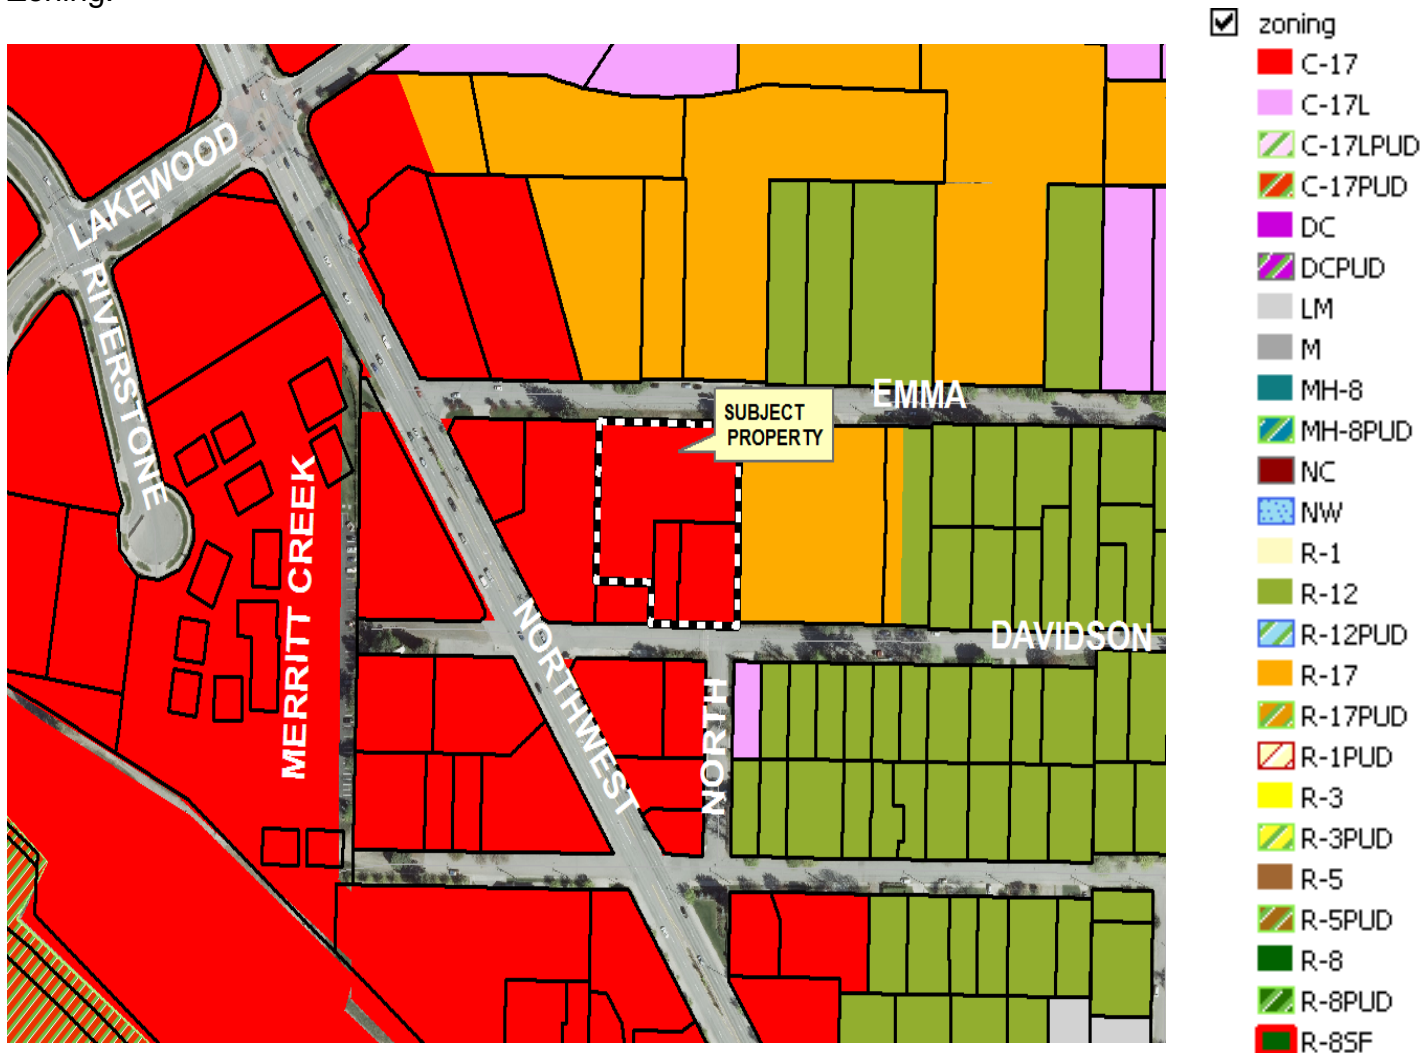 zoning
C-17
C-17L
C-17LPUD
C-17PUD
DC
DCPUD
LM
M
MH-8
MH-8PUD
NC
NW
R-1
R-12
R-12PUD
R-17
R-17PUD
R-1PUD
R-3
R-3PUD
R-5
R-5PUD
R-8
R-8PUD
R-8SF
LAKEWOOD
RIVERSTONE
EMMA
SUBJECT
PROPERTY
MERRITT CREEK
NORTHWEST
NORTH
DAVIDSON